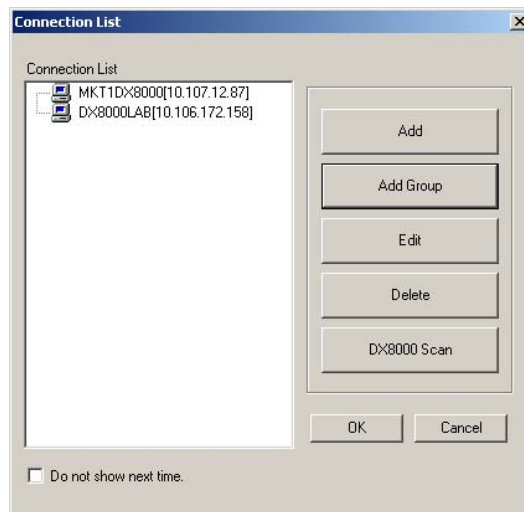 Connection List
Connection List
MKT1DX8000[10.107.12.87]
DX8000LAB[10.106.172.158]
Add
Add Group
Edit
Delete
DX8000 Scan
OK
Cancel
Do not show next time.